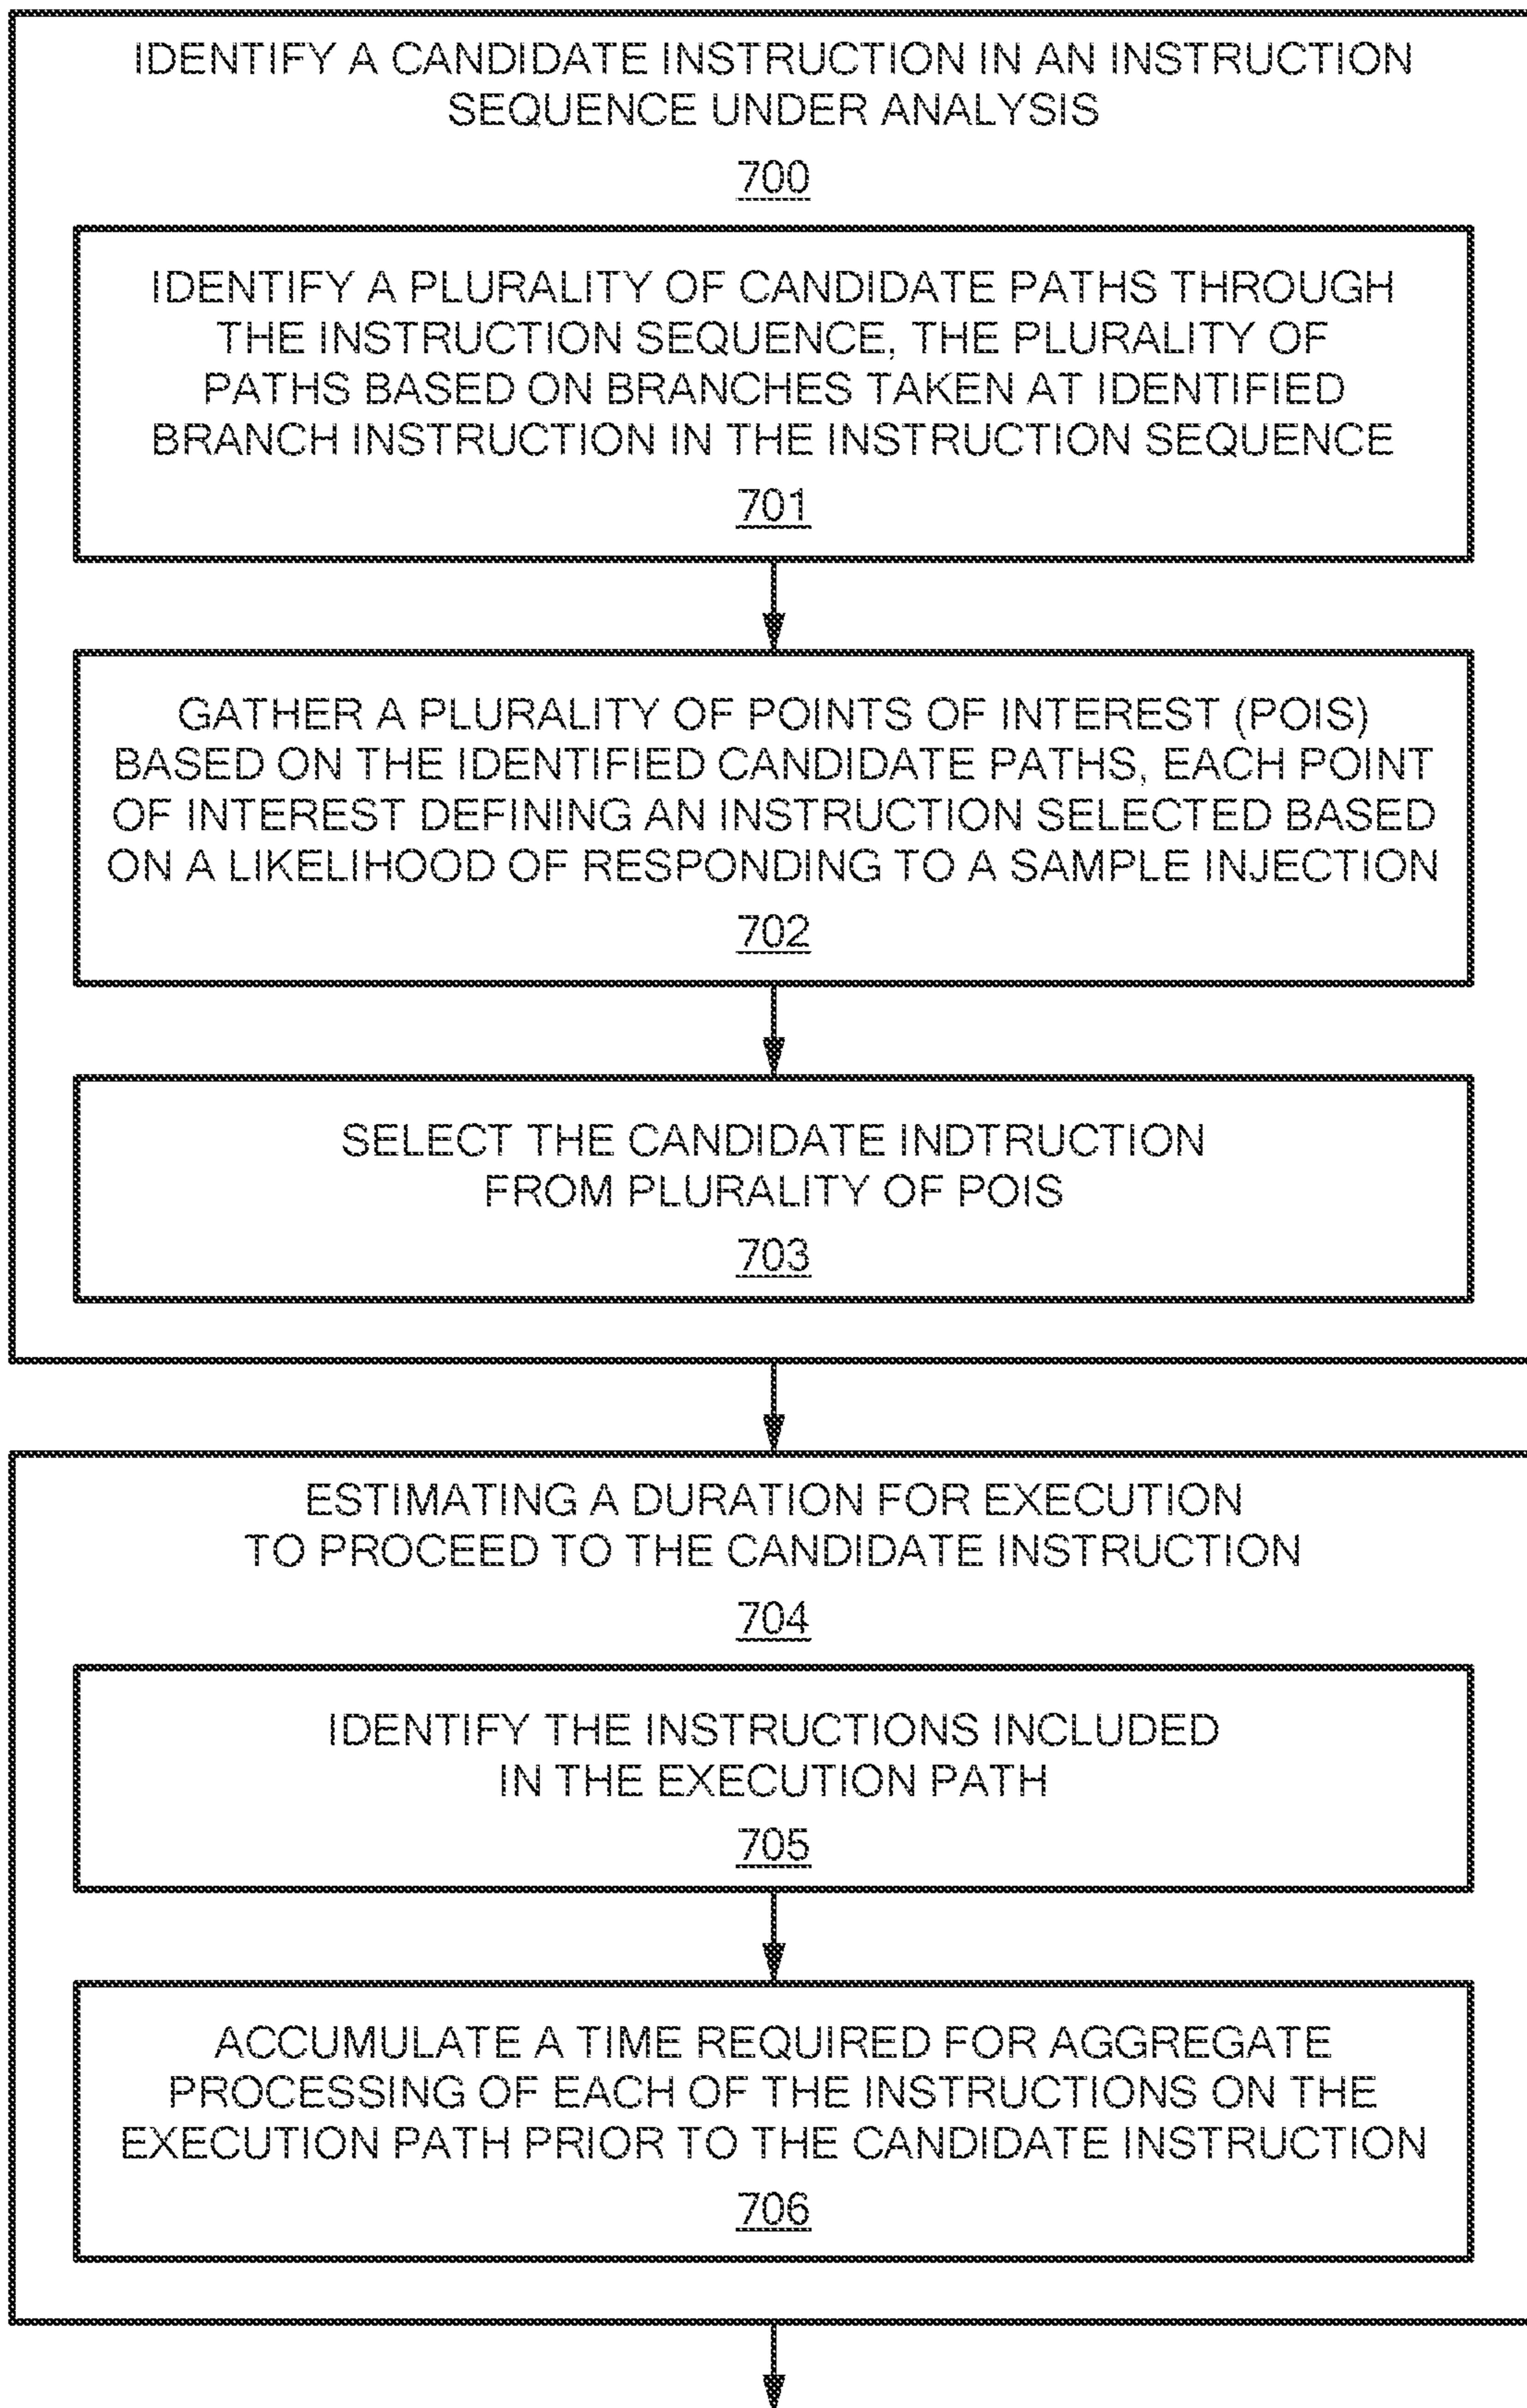 IDENTIFY A CANDIDATE INSTRUCTION IN AN INSTRUCTION
SEQUENCE UNDER ANALYSIS
700
IDENTIFY A PLURALITY OF CANDIDATE PATHS THROUGH
THE INSTRUCTION SEQUENCE, THE PLURALITY OF
PATHS BASED ON BRANCHES TAKEN AT IDENTIFIED
BRANCH INSTRUCTION IN THE INSTRUCTION SEQUENCE
701
GATHER A PLURALITY OF POINTS OF INTEREST (POIS)
BASED ON THE IDENTIFIED CANDIDATE PATHS, EACH POINT
OF INTEREST DEFINING AN INSTRUCTION SELECTED BASED
ON A LIKELIHOOD OF RESPONDING TO A SAMPLE INJECTION
702
SELECT THE CANDIDATE INDTRUCTION
FROM PLURALITY OF POIS
703
ESTIMATING A DURATION FOR EXECUTION
TO PROCEED TO THE CANDIDATE INSTRUCTION
704
IDENTIFY THE INSTRUCTIONS INCLUDED
IN THE EXECUTION PATH
705
ACCUMULATE A TIME REQUIRED FOR AGGREGATE
PROCESSING OF EACH OF THE INSTRUCTIONS ON THE
EXECUTION PATH PRIOR TO THE CANDIDATE INSTRUCTION
706